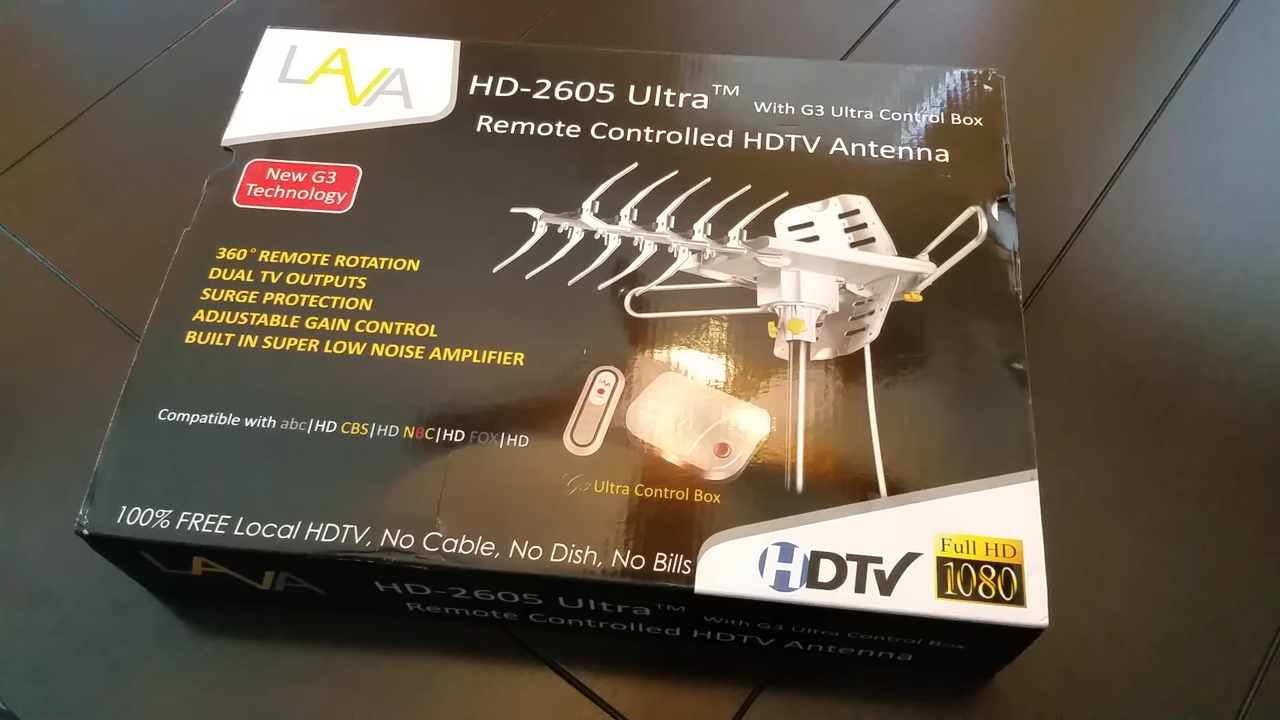 LAVA
HD-2605 Ultra™ With G3 Ultra Control Box
Remote Controlled HDTV Antenna
New G3
Technology
360° REMOTE ROTATION
DUAL TV OUTPUTS
SURGE PROTECTION
ADJUSTABLE GAIN CONTROL
BUILT IN SUPER LOW NOISE AMPLIFIER
LAVA
Compatible with abc|HD CBS|HD NBC|HD FOX|HD
G3 Ultra Control Box
100% FREE Local HDTV, No Cable, No Dish, No Bills
HDTV
Full HD
1080
LAVA
HD-2605 Ultra™ With G3 Ultra Control Box
Remote Controlled HDTV Antenna